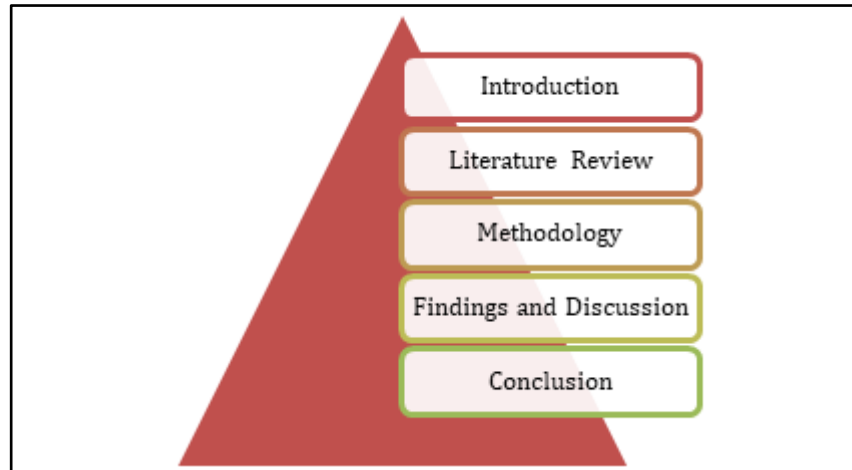 Introduction
Literature Review
Methodology
Findings and Discussion
Conclusion